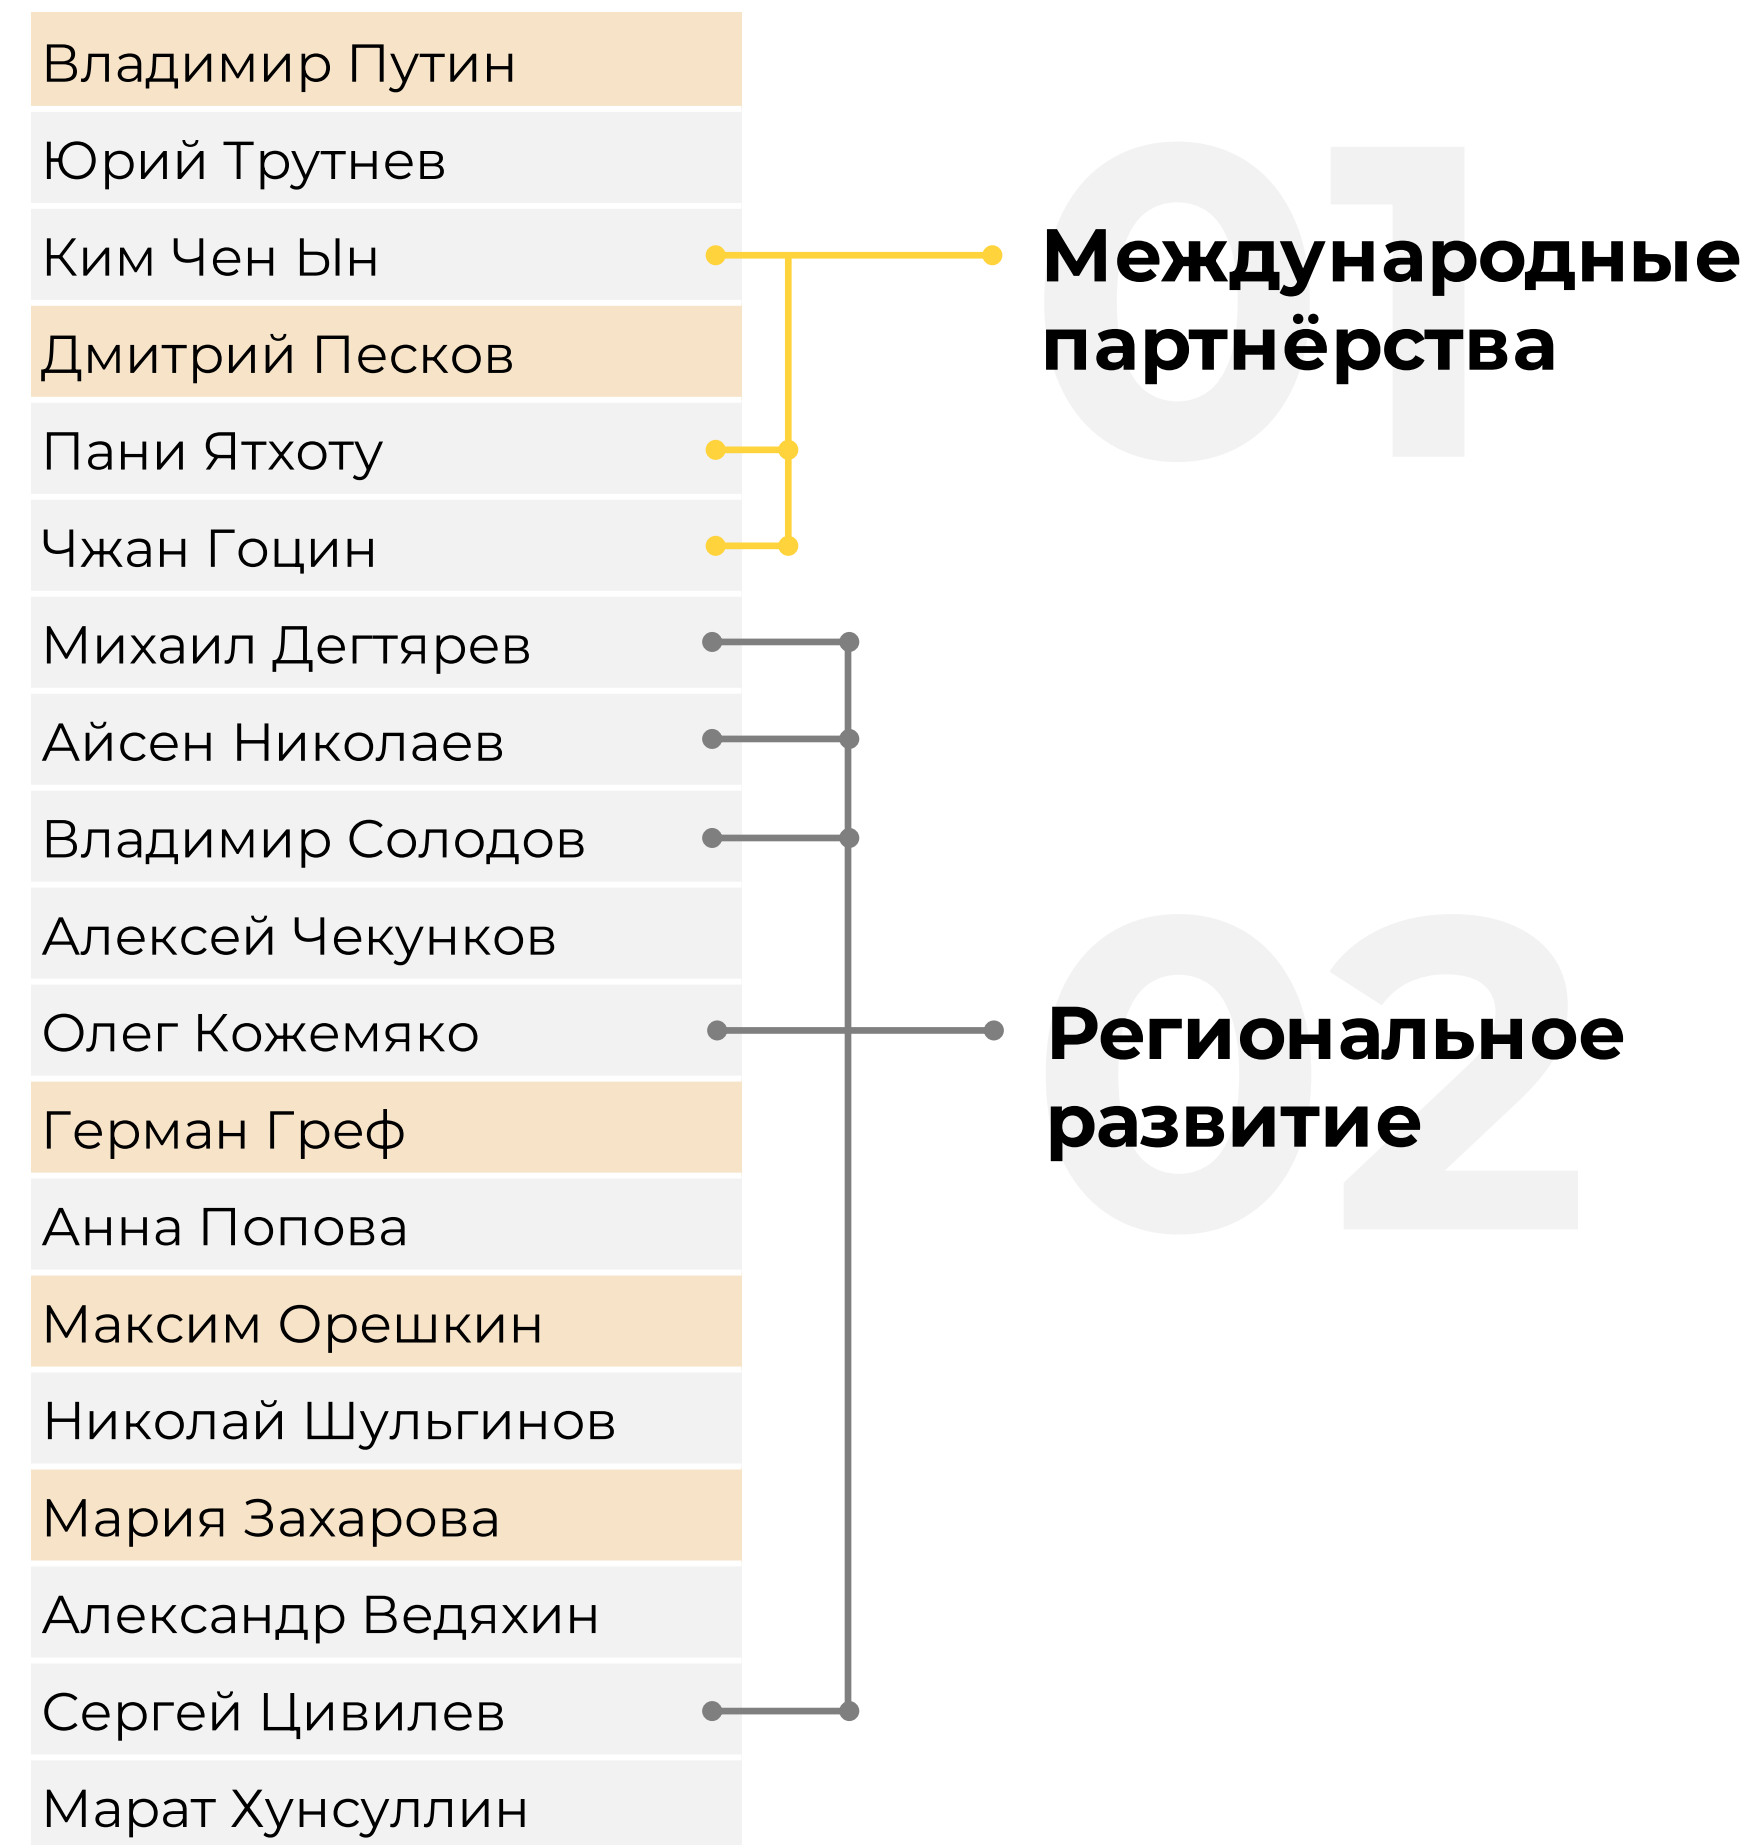 Владимир Путин
Юрий Трутнев
Ким Чен Ын
Дмитрий Песков
Пани Ятхоту
Чжан Гоцин
Михаил Дегтярев
Айсен Николаев
Владимир Солодов
Алексей Чекунков
Олег Кожемяко
Герман Греф
Анна Попова
Максим Орешкин
Николай Шульгинов
Мария Захарова
Александр Ведяхин
Сергей Цивилев
Марат Хунсуллин
01
Международные
партнёрства
02
Региональное
развитие